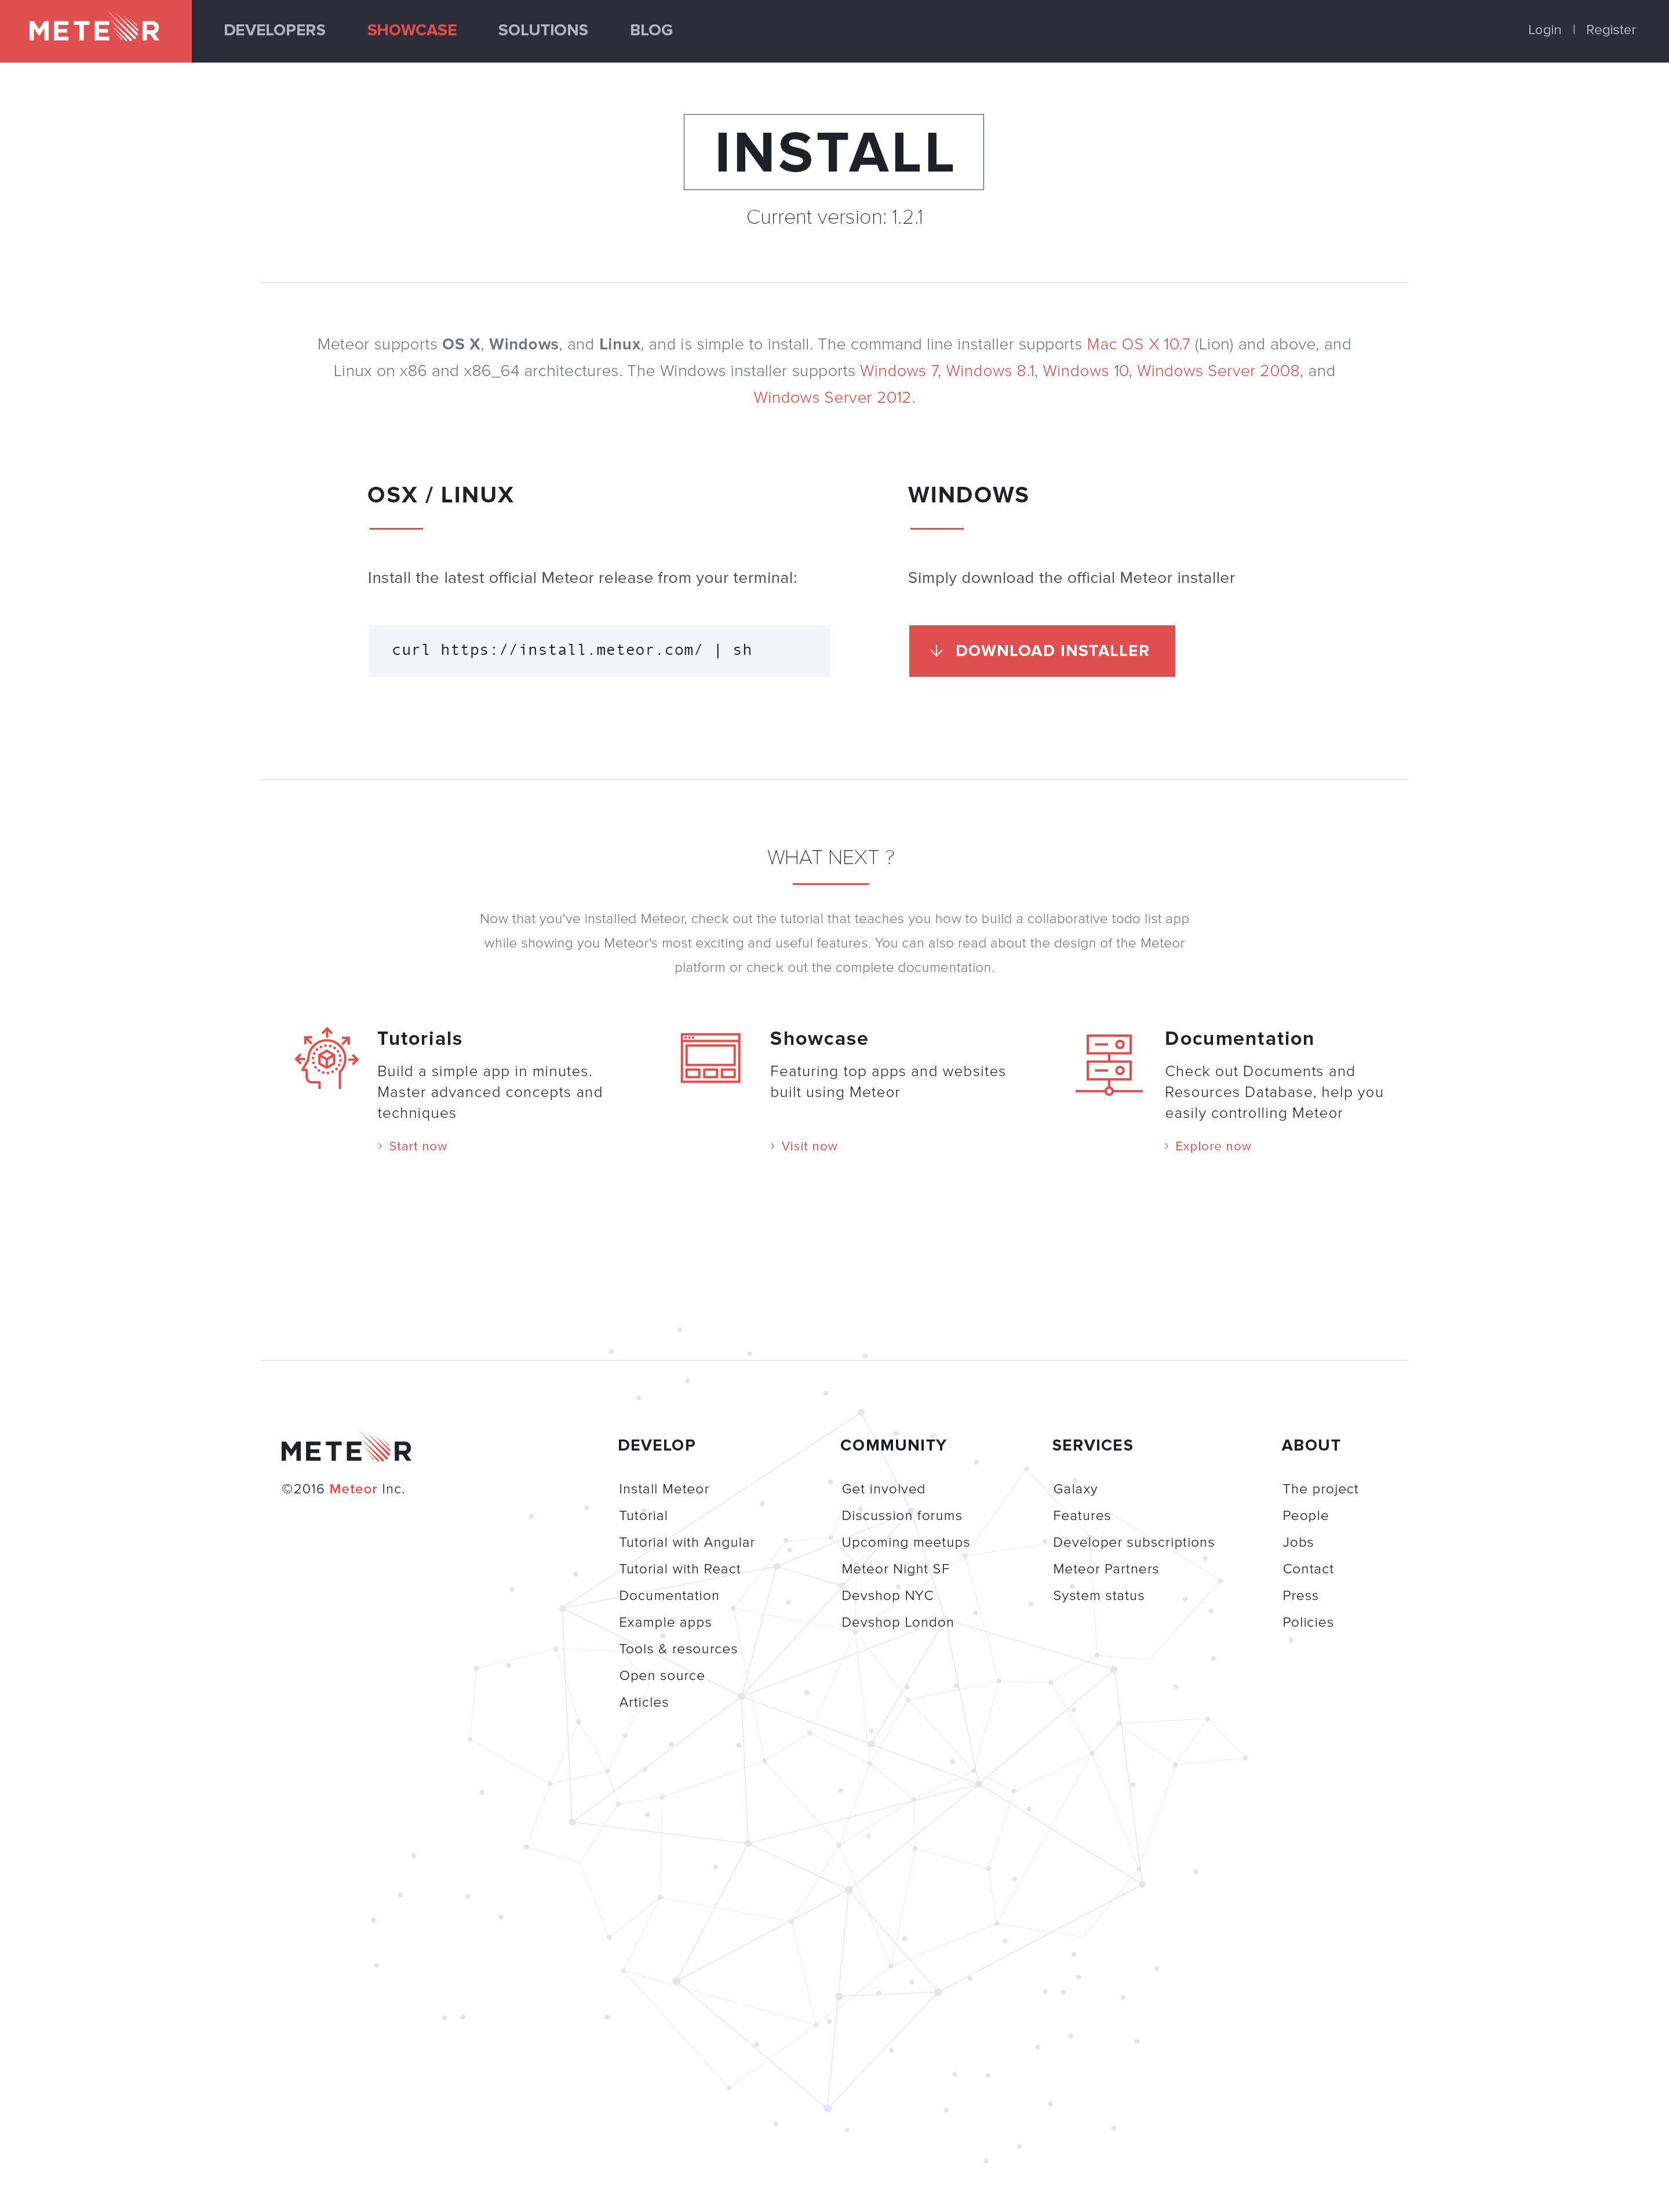 METEOR
DEVELOPERS SHOWCASE SOLUTIONS BLOG
Login | Register
INSTALL
Current version: 1.2.1
Meteor supports OS X, Windows, and Linux, and is simple to install. The command line installer supports Mac OS X 10.7 (Lion) and above, and
Linux on x86 and x86_64 architectures. The Windows installer supports Windows 7, Windows 8.1, Windows 10, Windows Server 2008, and
Windows Server 2012.
OSX / LINUX
Install the latest official Meteor release from your terminal:
curl https://install.meteor.com/ | sh
WINDOWS
Simply download the official Meteor installer
DOWNLOAD INSTALLER
WHAT NEXT ?
Now that you've installed Meteor, check out the tutorial that teaches you how to build a collaborative todo list app
while showing you Meteor's most exciting and useful features. You can also read about the design of the Meteor
platform or check out the complete documentation.
Tutorials
Build a simple app in minutes.
Master advanced concepts and
techniques
› Start now
Showcase
Featuring top apps and websites
built using Meteor
› Visit now
Documentation
Check out Documents and
Resources Database, help you
easily controlling Meteor
› Explore now
METEOR
©2016 Meteor Inc.
DEVELOP
Install Meteor
Tutorial
Tutorial with Angular
Tutorial with React
Documentation
Example apps
Tools & resources
Open source
Articles
COMMUNITY
Get involved
Discussion forums
Upcoming meetups
Meteor Night SF
Devshop NYC
Devshop London
SERVICES
Galaxy
Features
Developer subscriptions
Meteor Partners
System status
ABOUT
The project
People
Jobs
Contact
Press
Policies